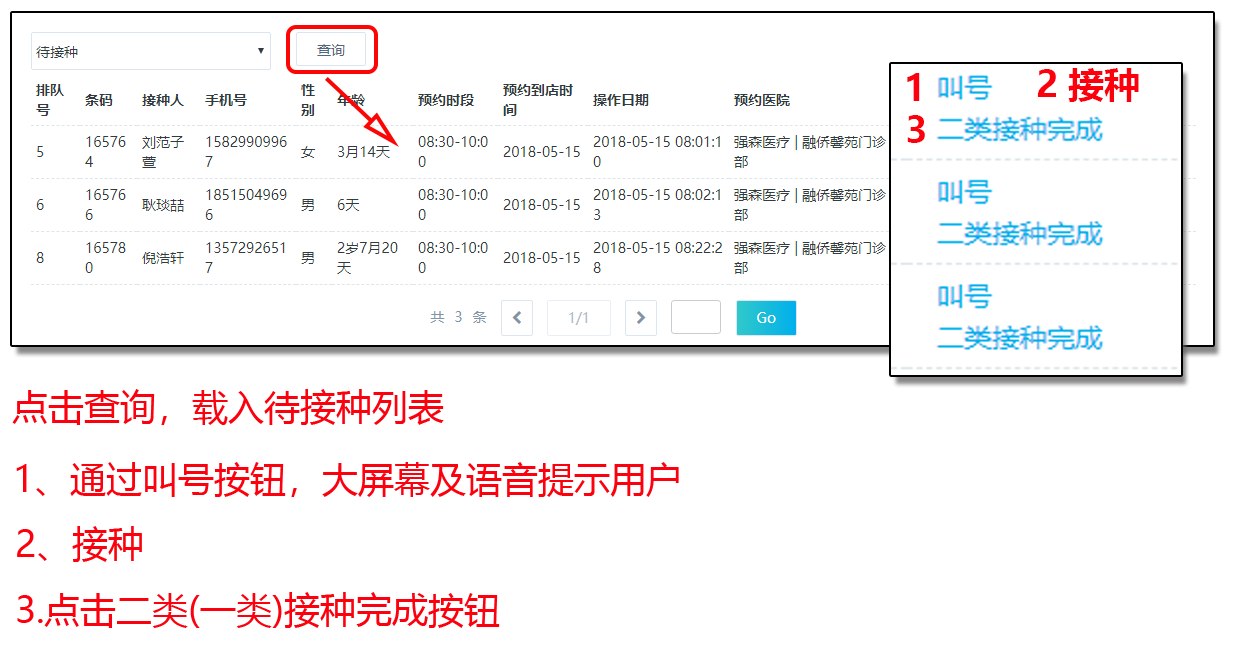 待接种 查询
排队号 条码 接种人 手机号 性别 年龄 预约时段 预约到店时间 操作日期 预约医院
5 165764 刘范子萱 15829909967 女 3月14天 08:30-10:00 2018-05-15 2018-05-15 08:01:10 强森医疗 | 融侨馨苑门诊部
6 165766 耿琰喆 18515049696 男 6天 08:30-10:00 2018-05-15 2018-05-15 08:02:13 强森医疗 | 融侨馨苑门诊部
8 165780 倪浩轩 13572926517 男 2岁7月20天 08:30-10:00 2018-05-15 2018-05-15 08:22:28 强森医疗 | 融侨馨苑门诊部
共 3 条 1/1 Go
1 叫号 2 接种
3 二类接种完成
叫号
二类接种完成
叫号
二类接种完成
点击查询，载入待接种列表
1、通过叫号按钮，大屏幕及语音提示用户
2、接种
3.点击二类(一类)接种完成按钮